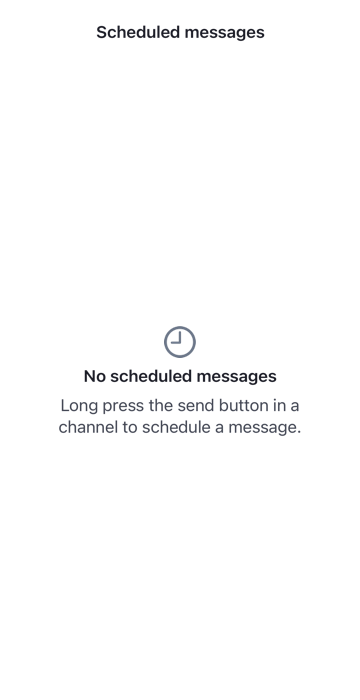 Scheduled messages
No scheduled messages
Long press the send button in a
channel to schedule a message.